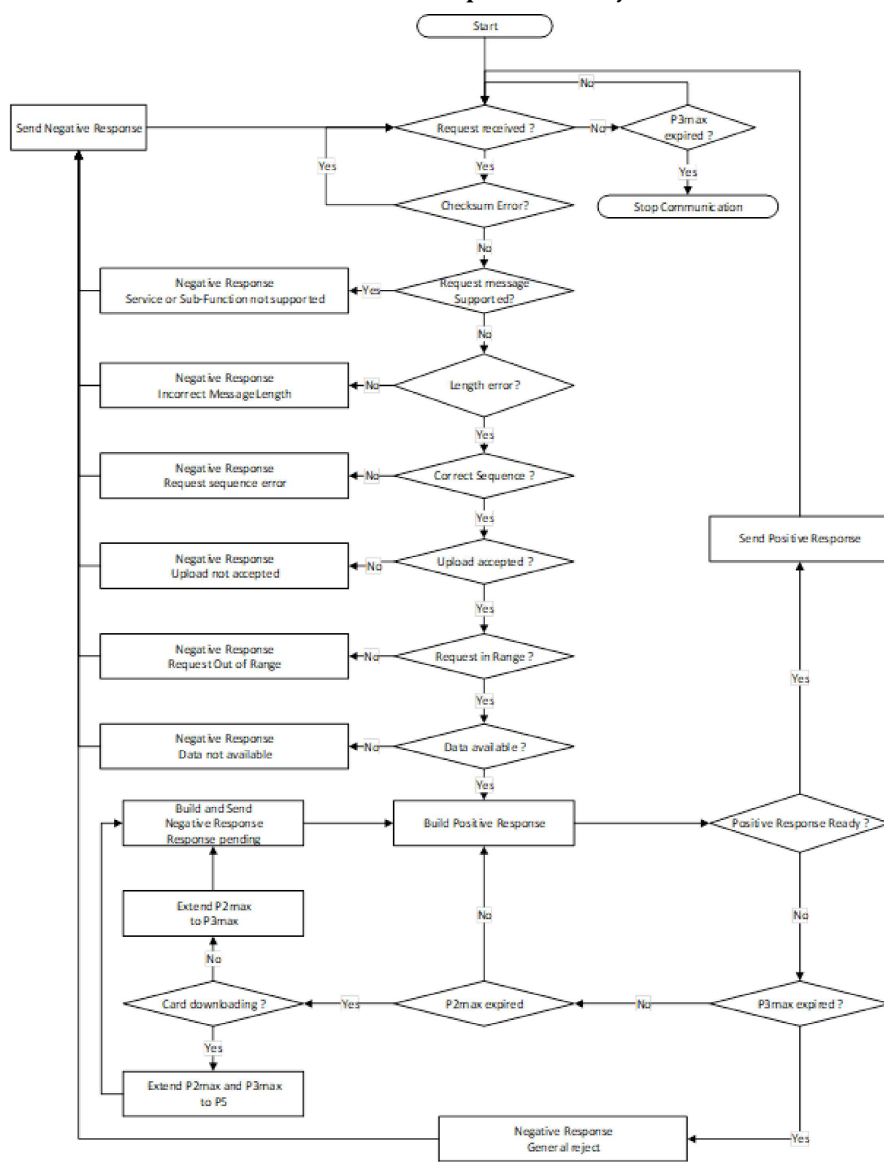 Start
No
Send Negative Response
Request received ?
No
P3max
expired ?
Yes
Yes
Yes
Checksum Error?
Stop Communication
No
Negative Response
Service or Sub-Function not supported
Yes
Request message
Supported?
No
Negative Response
Incorrect MessageLength
No
Length error?
Yes
Negative Response
Request sequence error
No
Correct Sequence ?
Yes
Send Positive Response
Negative Response
Upload not accepted
No
Upload accepted ?
Yes
Negative Response
Request Out of Range
No
Request in Range ?
Yes
Yes
Negative Response
Data not available
No
Data available ?
Yes
Build and Send
Negative Response
Response pending
Build Positive Response
Positive Response Ready ?
Extend P2max
to P3max
No
No
No
Card downloading ?
Yes
P2max expired
No
P3max expired ?
Yes
Extend P2max and P3max
to P5
Negative Response
General reject
Yes